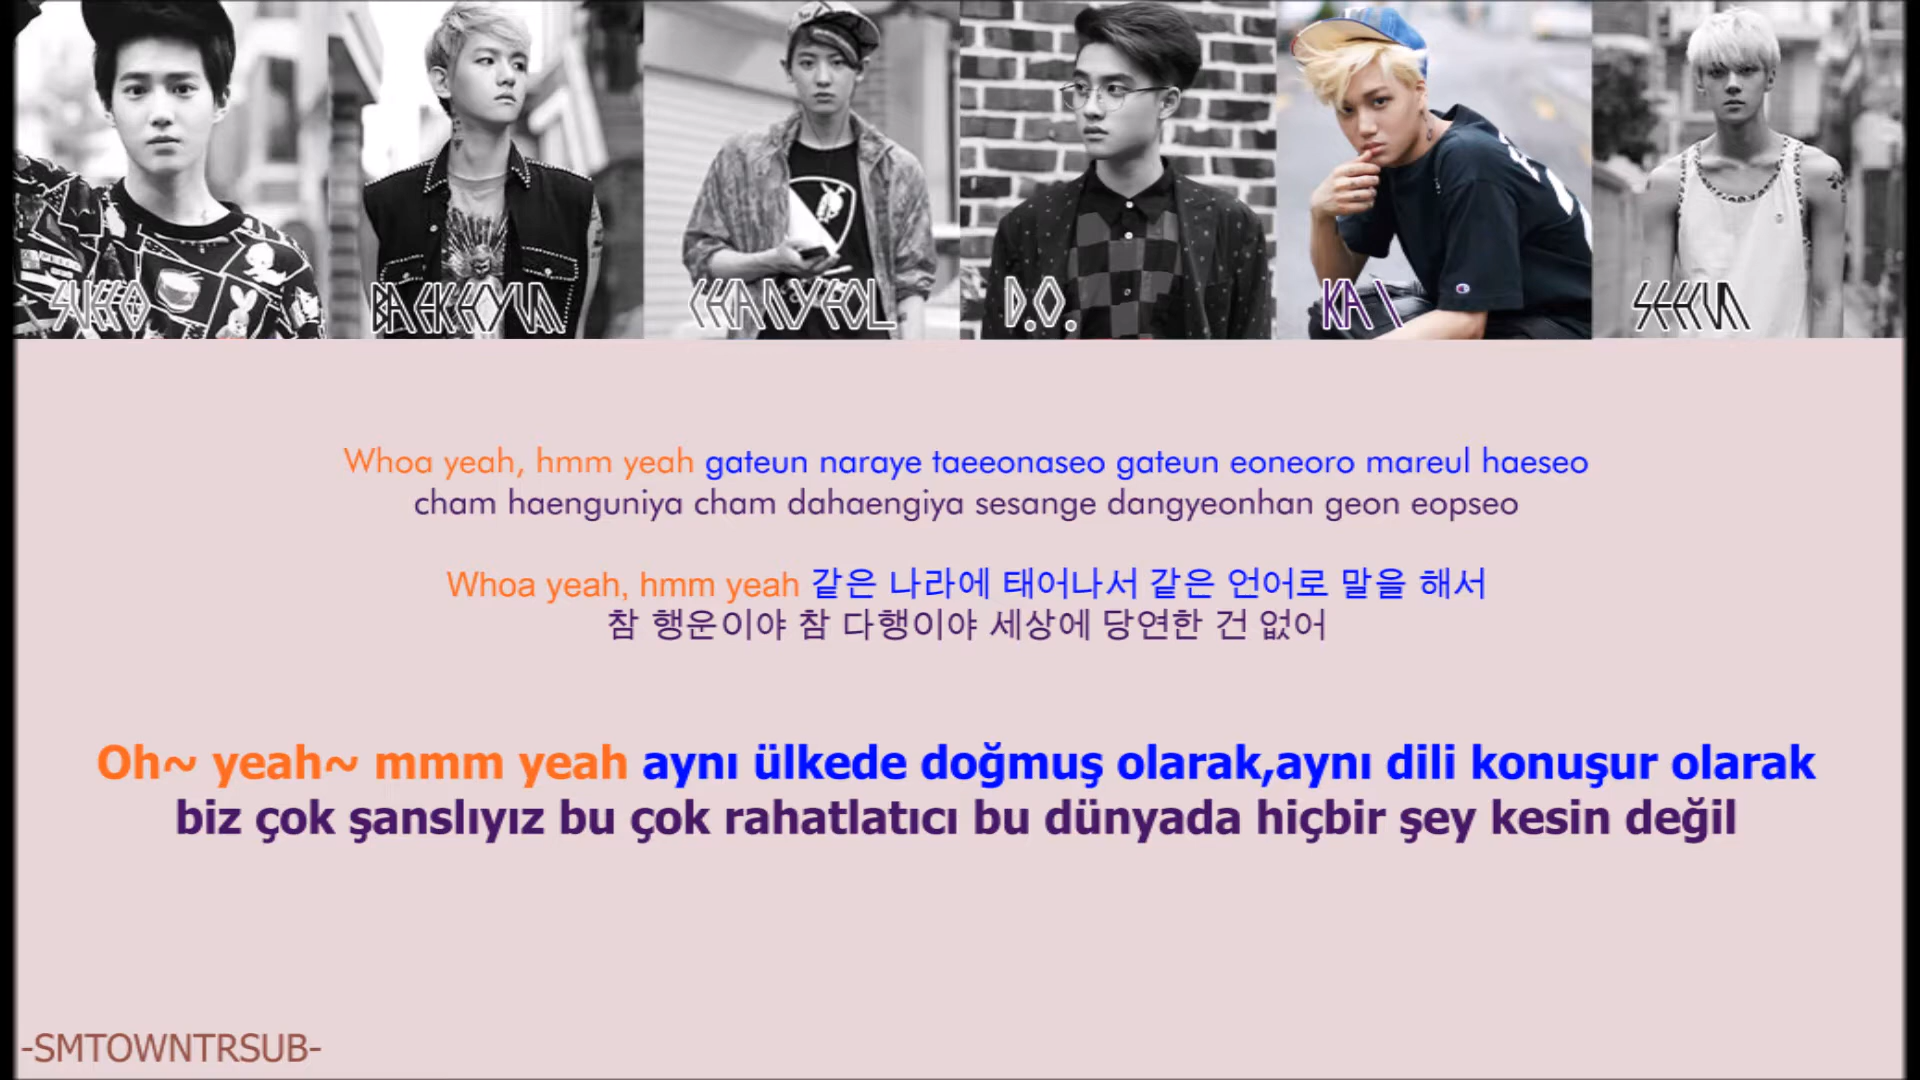 SUHO BAEKHYUN CHANYEOL D.O. KAI SEHUN
Whoa yeah, hmm yeah gateun naraye taeeonaseo gateun eoneoro mareul haeseo
cham haenguniya cham dahaengiya sesange dangyeonhan geon eopseo
Whoa yeah, hmm yeah 같은 나라에 태어나서 같은 언어로 말을 해서
참 행운이야 참 다행이야 세상에 당연한 건 없어
Oh~ yeah~ mmm yeah aynı ülkede doğmuş olarak,aynı dili konuşur olarak
biz çok şanslıyız bu çok rahatlatıcı bu dünyada hiçbir şey kesin değil
-SMTOWNTRSUB-